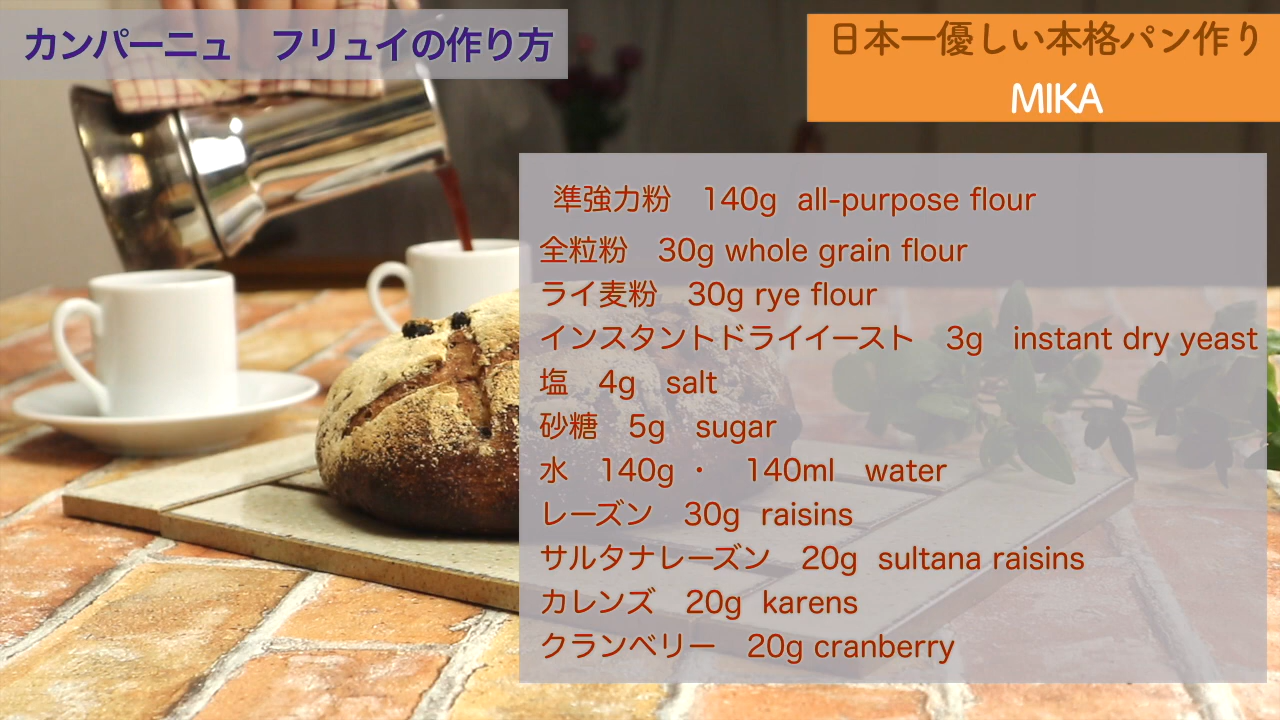 カンパーニュ　フリュイの作り方
日本一優しい本格パン作り
MIKA
準強力粉　140g  all-purpose flour
全粒粉　30g whole grain flour
ライ麦粉　30g rye flour
インスタントドライイースト　3g　instant dry yeast
塩　4g　salt
砂糖　5g　sugar
水　140g ・　140ml　water
レーズン　30g  raisins
サルタナレーズン　20g  sultana raisins
カレンズ　20g  karens
クランベリー　20g cranberry